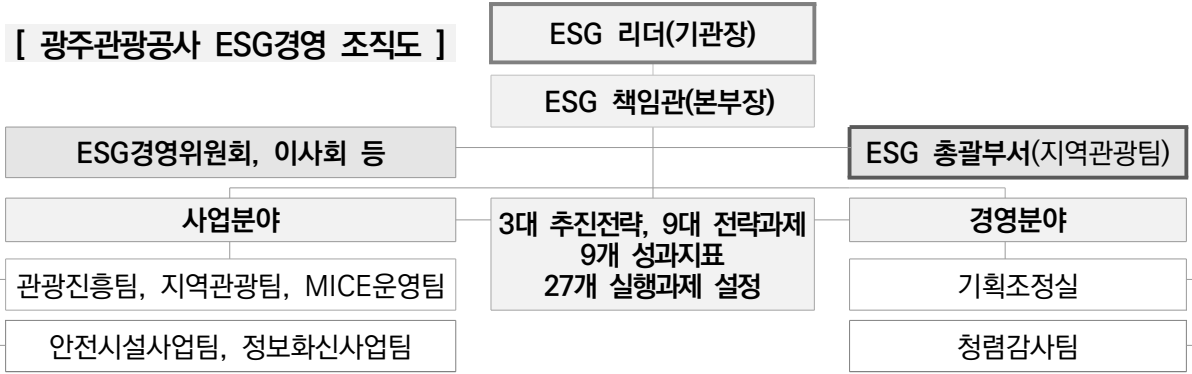 [ 광주관광공사 ESG경영 조직도 ]
ESG 리더(기관장)
ESG 책임관(본부장)
ESG경영위원회, 이사회 등
ESG 총괄부서(지역관광팀)
사업분야
3대 추진전략, 9대 전략과제
9개 성과지표
27개 실행과제 설정
경영분야
관광진흥팀, 지역관광팀, MICE운영팀
기획조정실
안전시설사업팀, 정보화신사업팀
청렴감사팀